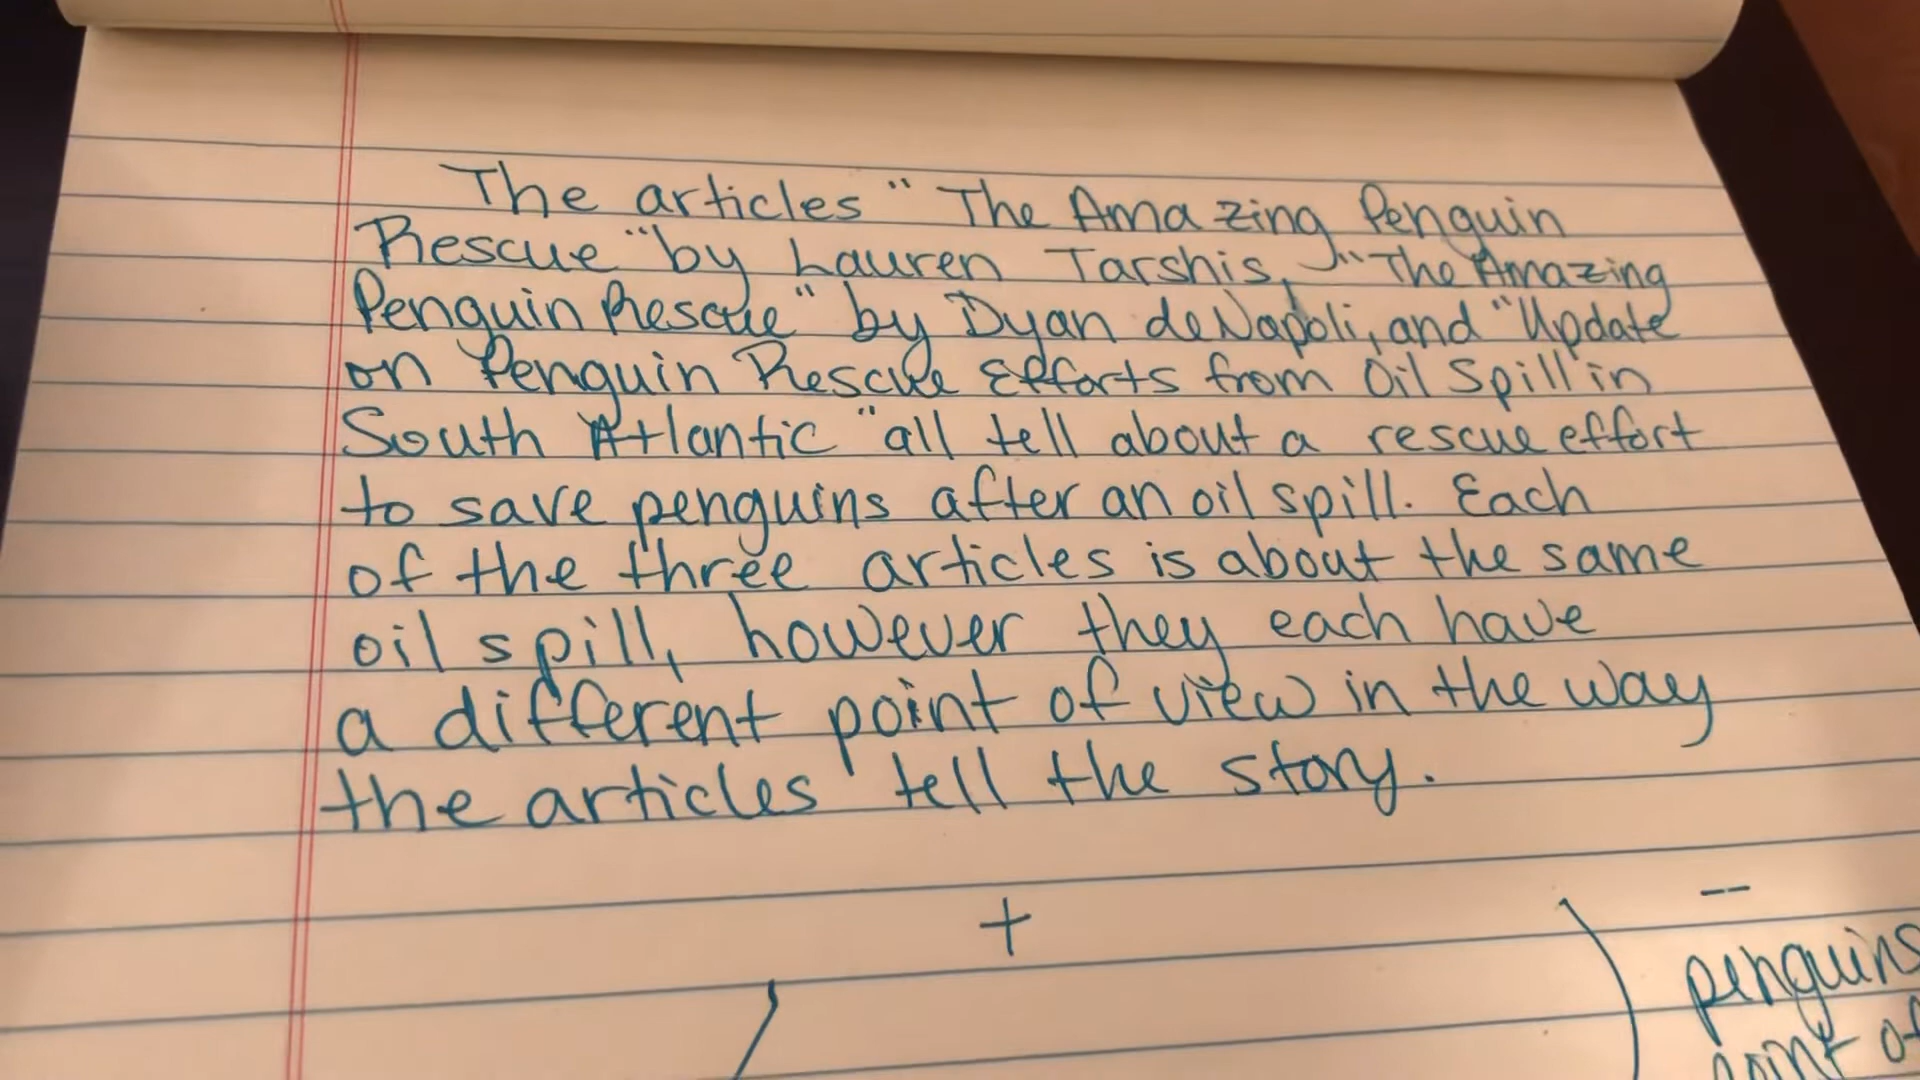 The articles "The Amazing Penguin
Rescue" by Lauren Tarshis, "The Amazing
Penguin Rescue" by Dyan deNapoli, and "Update
on Penguin Rescue Efforts from Oil Spill in
South Atlantic" all tell about a rescue effort
to save penguins after an oil spill. Each
of the three articles is about the same
oil spill, however they each have
a different point of view in the way
the articles tell the story.
+
--
penguins
point of